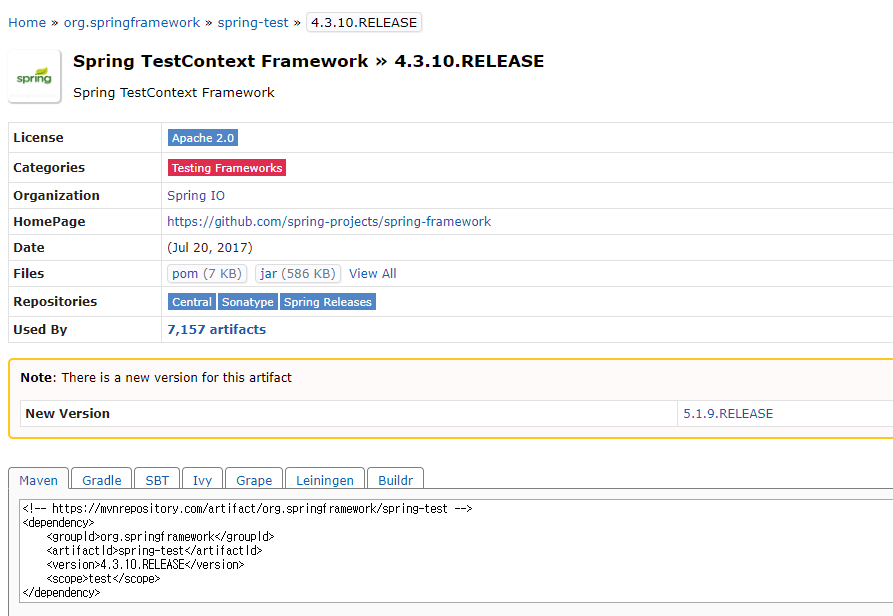 Home » org.springframework » spring-test » 4.3.10.RELEASE
spring
Spring TestContext Framework » 4.3.10.RELEASE
Spring TestContext Framework
License Apache 2.0
Categories Testing Frameworks
Organization Spring IO
HomePage https://github.com/spring-projects/spring-framework
Date (Jul 20, 2017)
Files pom (7 KB) jar (586 KB) View All
Repositories Central Sonatype Spring Releases
Used By 7,157 artifacts
Note: There is a new version for this artifact
New Version 5.1.9.RELEASE
Maven Gradle SBT Ivy Grape Leiningen Buildr
<!-- https://mvnrepository.com/artifact/org.springframework/spring-test -->
<dependency>
    <groupId>org.springframework</groupId>
    <artifactId>spring-test</artifactId>
    <version>4.3.10.RELEASE</version>
    <scope>test</scope>
</dependency>